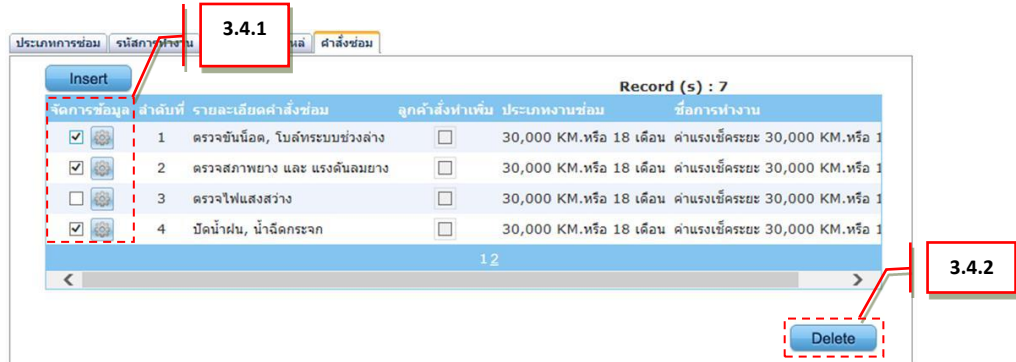 3.4.1
ประเภทการซ่อม รหัสการทำงาน หล่ คำสั่งซ่อม
Insert
Record (s) : 7
จัดการข้อมูล ลำดับที่ รายละเอียดคำสั่งซ่อม ลูกค้าสั่งทำเพิ่ม ประเภทงานซ่อม ชื่อการทำงาน
1 ตรวจขันน็อต, โบล์ทระบบช่วงล่าง 30,000 KM.หรือ 18 เดือน ค่าแรงเช็คระยะ 30,000 KM.หรือ 1
2 ตรวจสภาพยาง และ แรงดันลมยาง 30,000 KM.หรือ 18 เดือน ค่าแรงเช็คระยะ 30,000 KM.หรือ 1
3 ตรวจไฟแสงสว่าง 30,000 KM.หรือ 18 เดือน ค่าแรงเช็คระยะ 30,000 KM.หรือ 1
4 ปัดน้ำฝน, น้ำฉีดกระจก 30,000 KM.หรือ 18 เดือน ค่าแรงเช็คระยะ 30,000 KM.หรือ 1
1 2
3.4.2
Delete